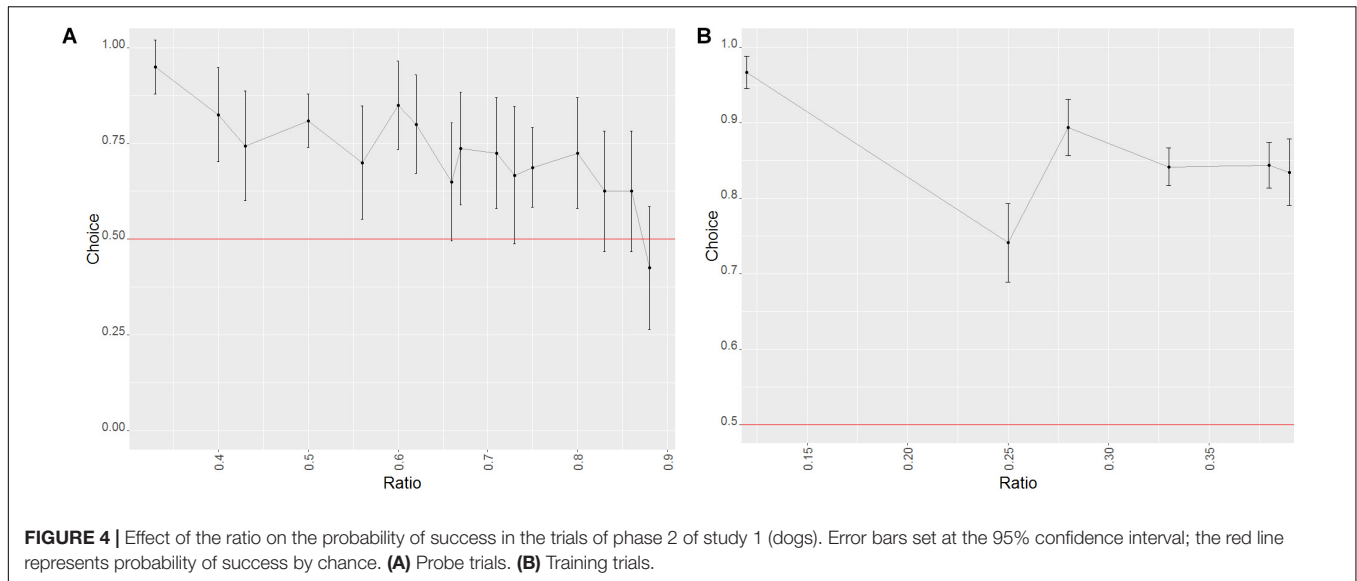 A
1.00
0.75
0.50
0.25
0.00
Choice
0.4 0.5 0.6 0.7 0.8 0.9
Ratio
B
1.0
0.9
0.8
0.7
0.6
0.5
Choice
0.15 0.20 0.25 0.30 0.35
Ratio
FIGURE 4 | Effect of the ratio on the probability of success in the trials of phase 2 of study 1 (dogs). Error bars set at the 95% confidence interval; the red line
represents probability of success by chance. (A) Probe trials. (B) Training trials.